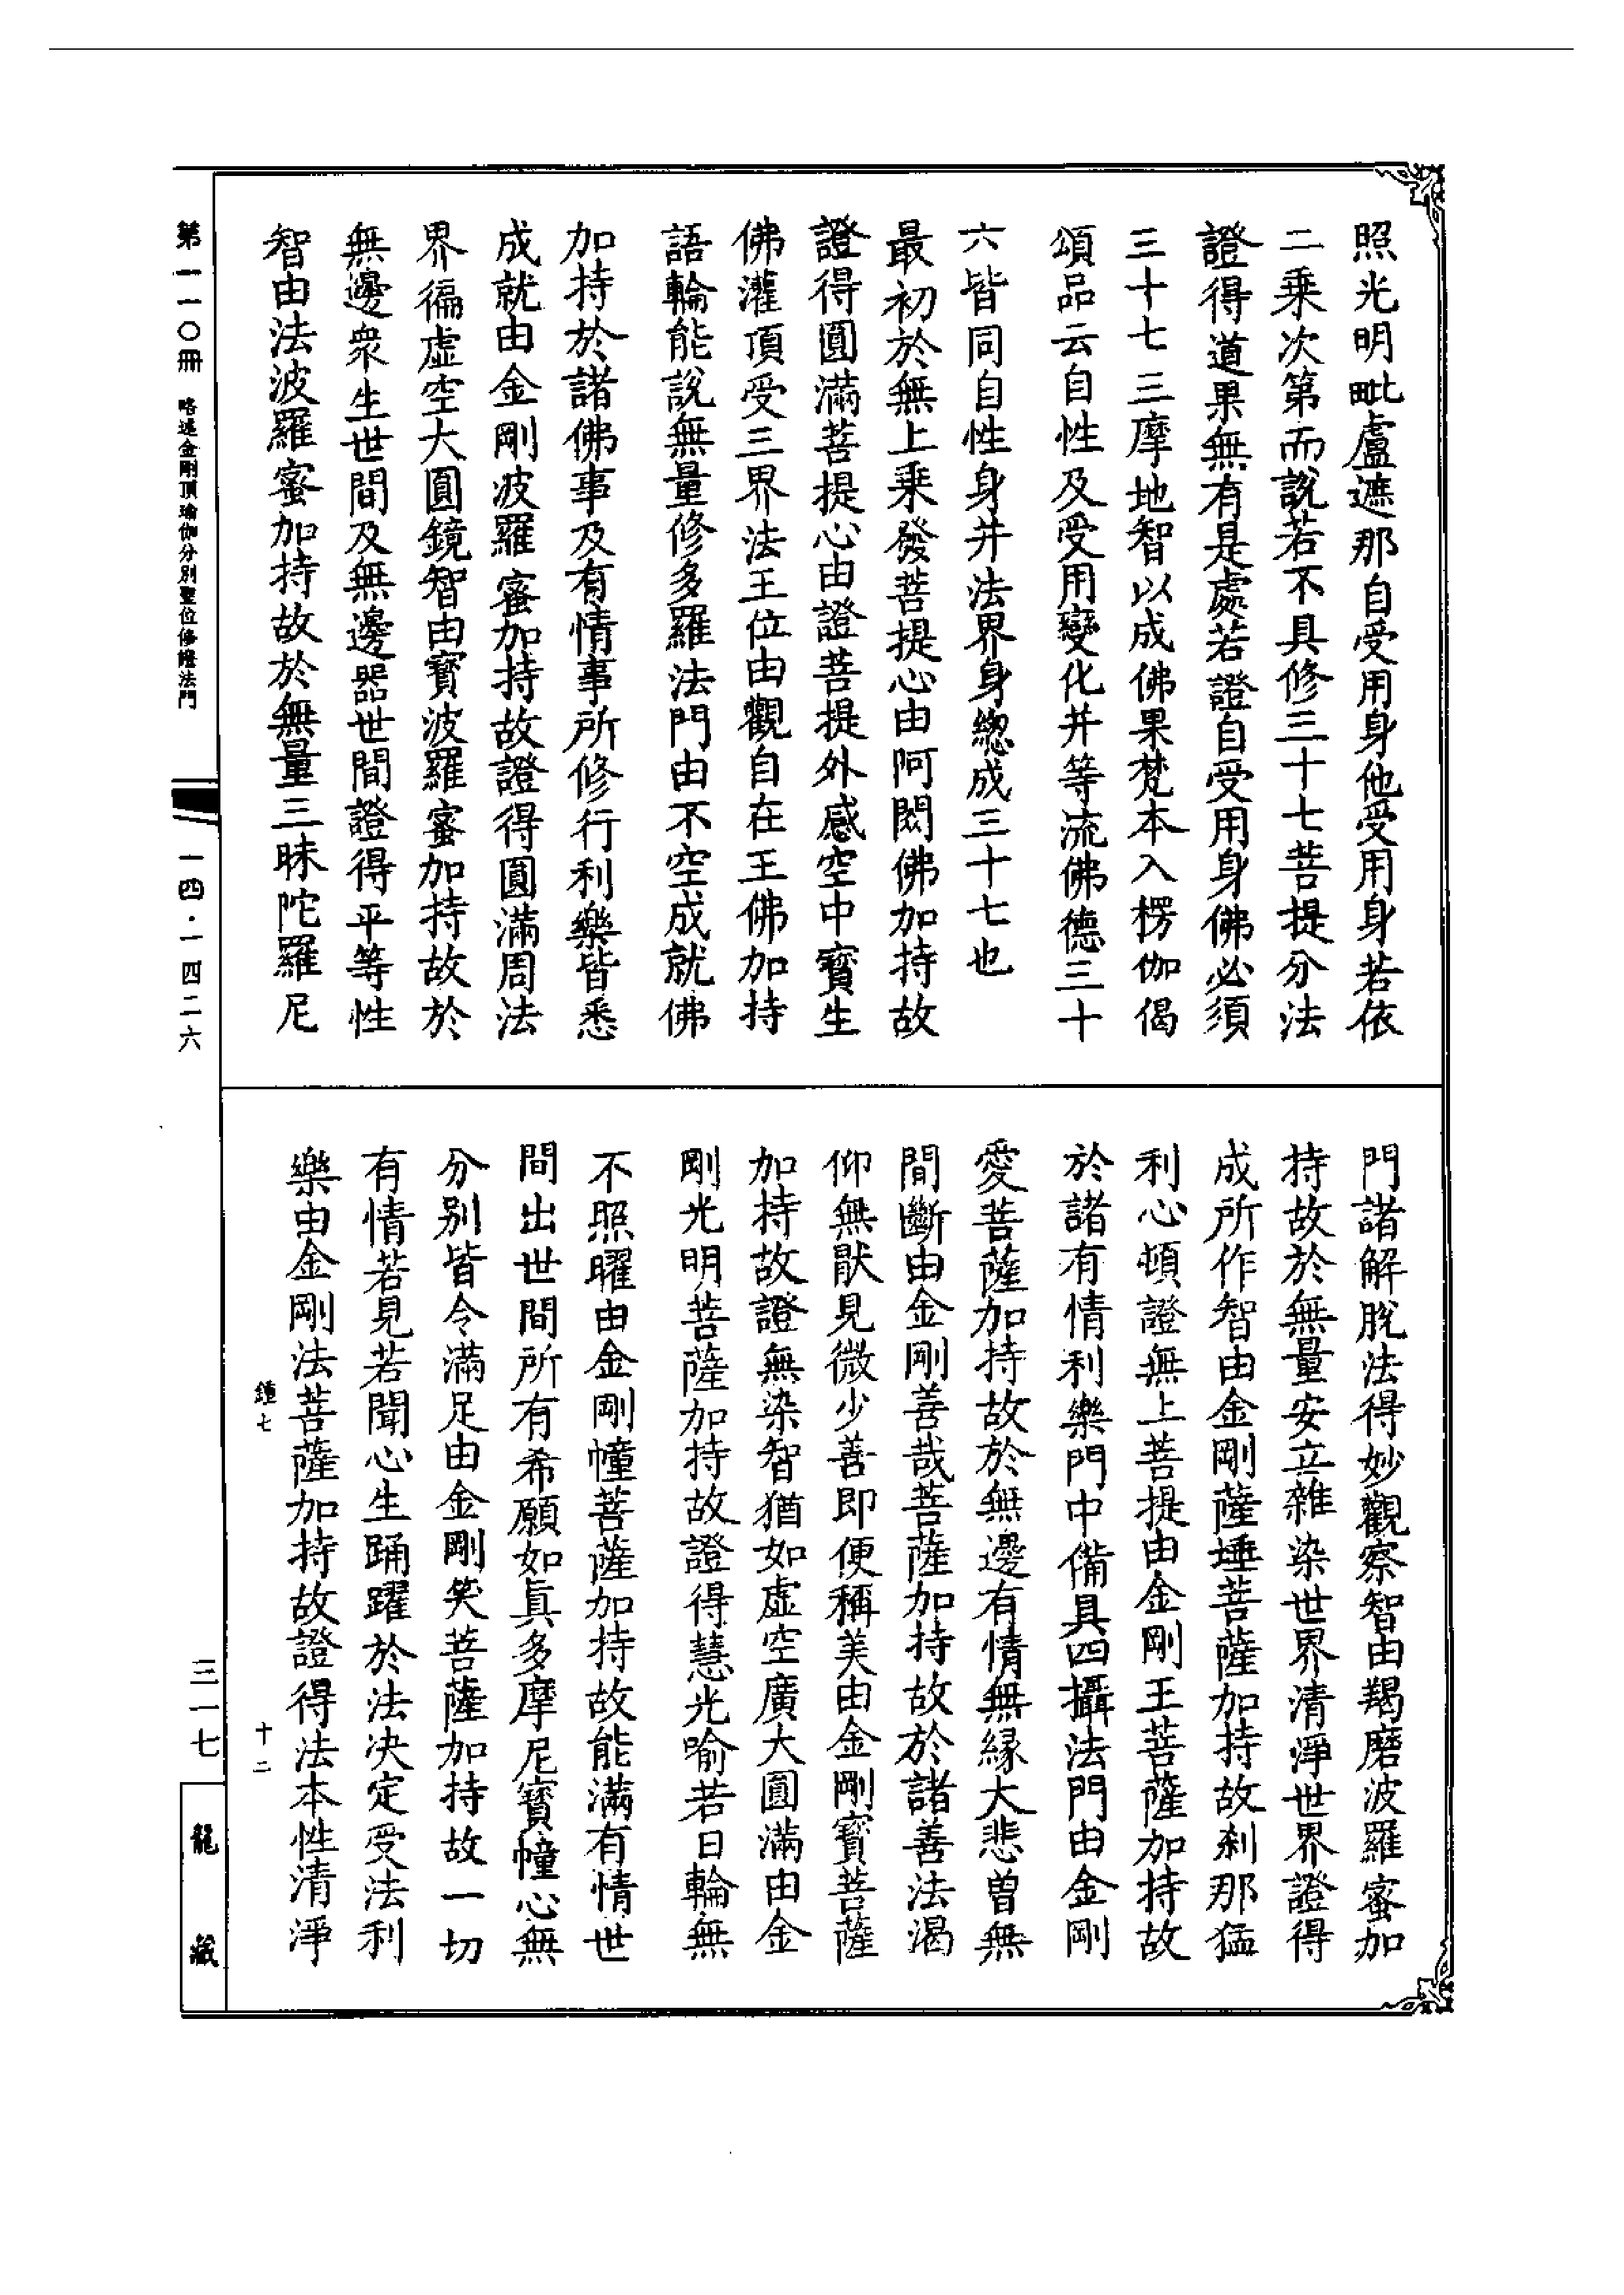 照光明毗盧遮那自受用身他受用身若依
二乘次第而說若不具修三十七菩提分法
證得道果無有是處若證自受用身佛必須
三十七三摩地智以成佛果梵本入楞伽偈
頌品云自性及受用變化并等流佛德三十
六皆同自性身并法界身緫成三十七也
最初於無上乘發菩提心由阿閦佛加持故
證得圓滿菩提心由證菩提外感空中寶生
佛灌頂受三界法王位由觀自在王佛加持
語輪能說無量修多羅法門由不空成就佛
加持於諸佛事及有情事所修行利樂皆悉
成就由金剛波羅蜜加持故證得圓滿周法
界徧虛空大圓鏡智由寶波羅蜜加持故於
無邊衆生世間及無邊器世間證得平等性
智由法波羅蜜加持故於無量三昧陀羅尼
門諸解脫法得妙觀察智由羯磨波羅蜜加
持故於無量安立雜染世界清淨世界證得
成所作智由金剛薩埵菩薩加持故刹那猛
利心頓證無上菩提由金剛王菩薩加持故
於諸有情利樂門中備具四攝法門由金剛
愛菩薩加持故於無邊有情無緣大悲曾無
間斷由金剛善哉菩薩加持故於諸善法渴
仰無猒見微少善即便稱美由金剛寶菩薩
加持故證無染智猶如虛空廣大圓滿由金
剛光明菩薩加持故證得慧光喻若日輪無
不照曜由金剛幢菩薩加持故能滿有情世
間出世間所有希願如真多摩尼寶幢心無
分別皆令滿足由金剛笑菩薩加持故一切
有情若見若聞心生踊躍於法決定受法利
樂由金剛法菩薩加持故證得法本性清淨
鍾七 十二
第一一〇冊 略述金剛頂瑜伽分別聖位修證法門
一四·一四二六
三一七
龍藏